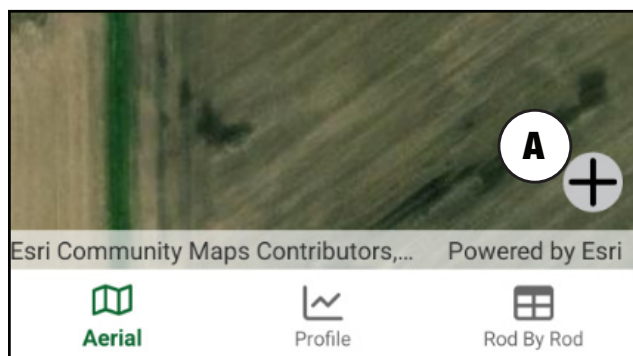 A
Esri Community Maps Contributors,... Powered by Esri
Aerial Profile Rod By Rod